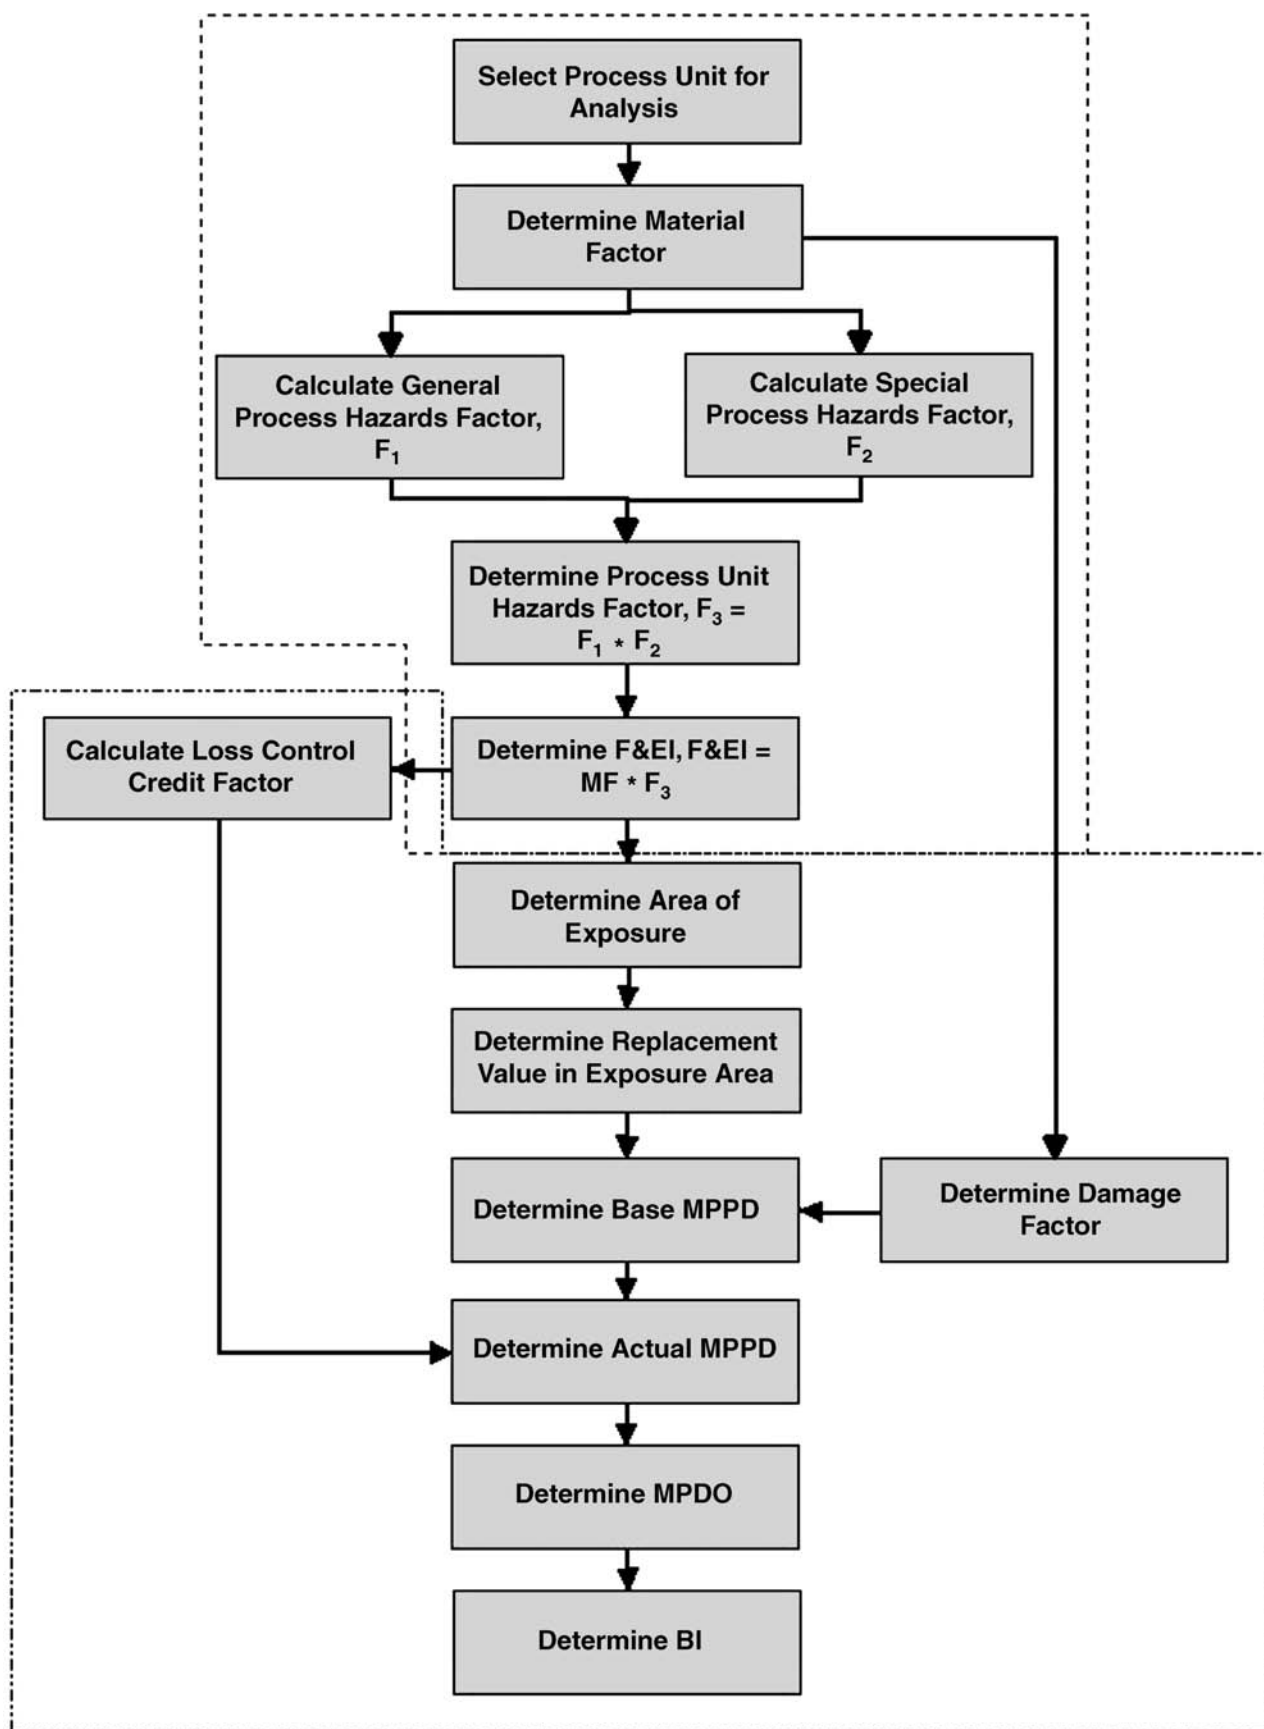 Select Process Unit for
Analysis
Determine Material
Factor
Calculate General
Process Hazards Factor,
F₁
Calculate Special
Process Hazards Factor,
F₂
Determine Process Unit
Hazards Factor, F₃ =
F₁ * F₂
Calculate Loss Control
Credit Factor
Determine F&EI, F&EI =
MF * F₃
Determine Area of
Exposure
Determine Replacement
Value in Exposure Area
Determine Base MPPD
Determine Damage
Factor
Determine Actual MPPD
Determine MPDO
Determine BI